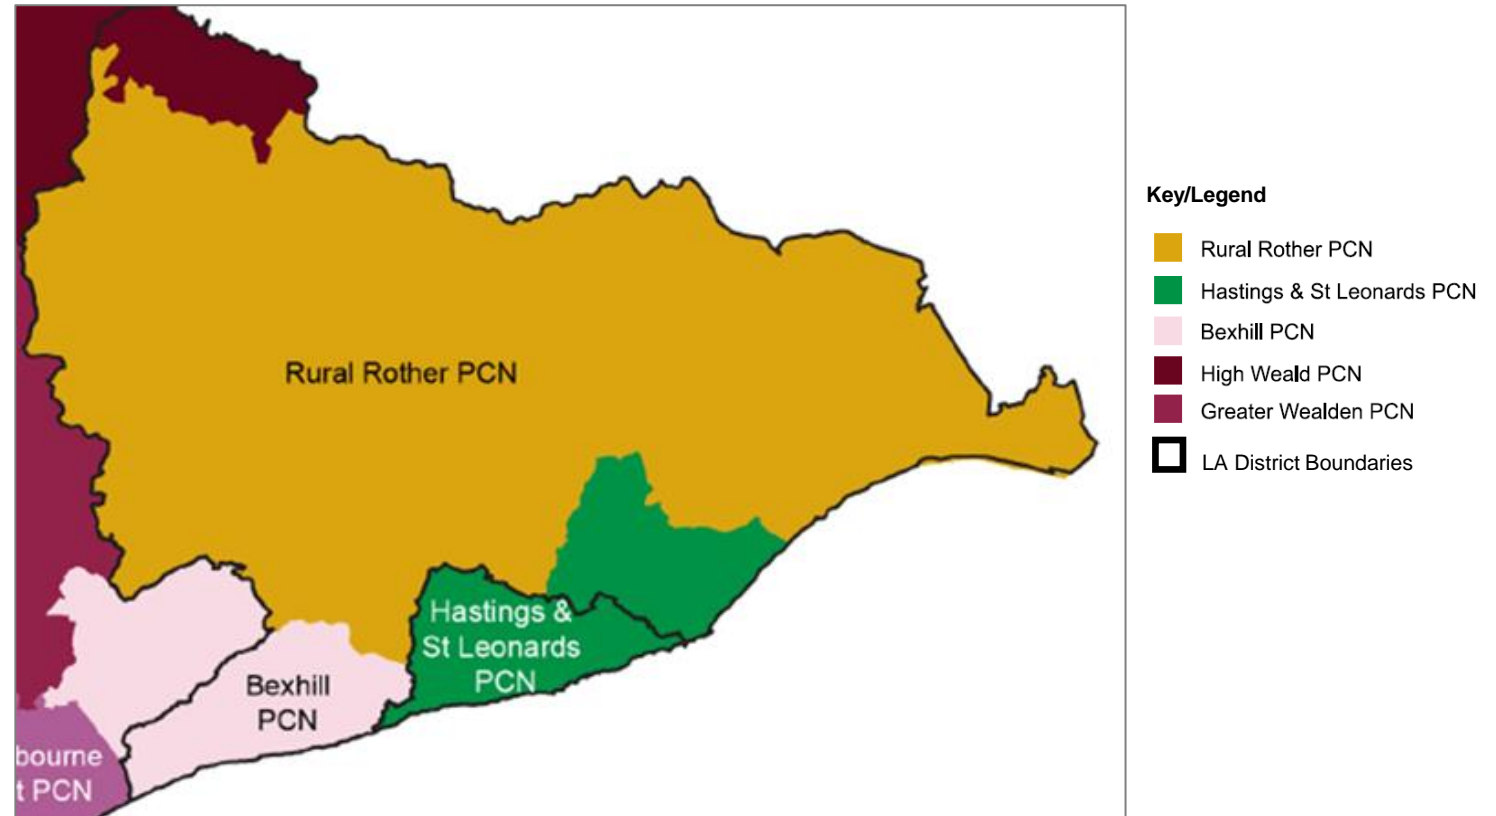 Rural Rother PCN
Hastings &
St Leonards
PCN
Bexhill
PCN
bourne
t PCN
Key/Legend
Rural Rother PCN
Hastings & St Leonards PCN
Bexhill PCN
High Weald PCN
Greater Wealden PCN
LA District Boundaries